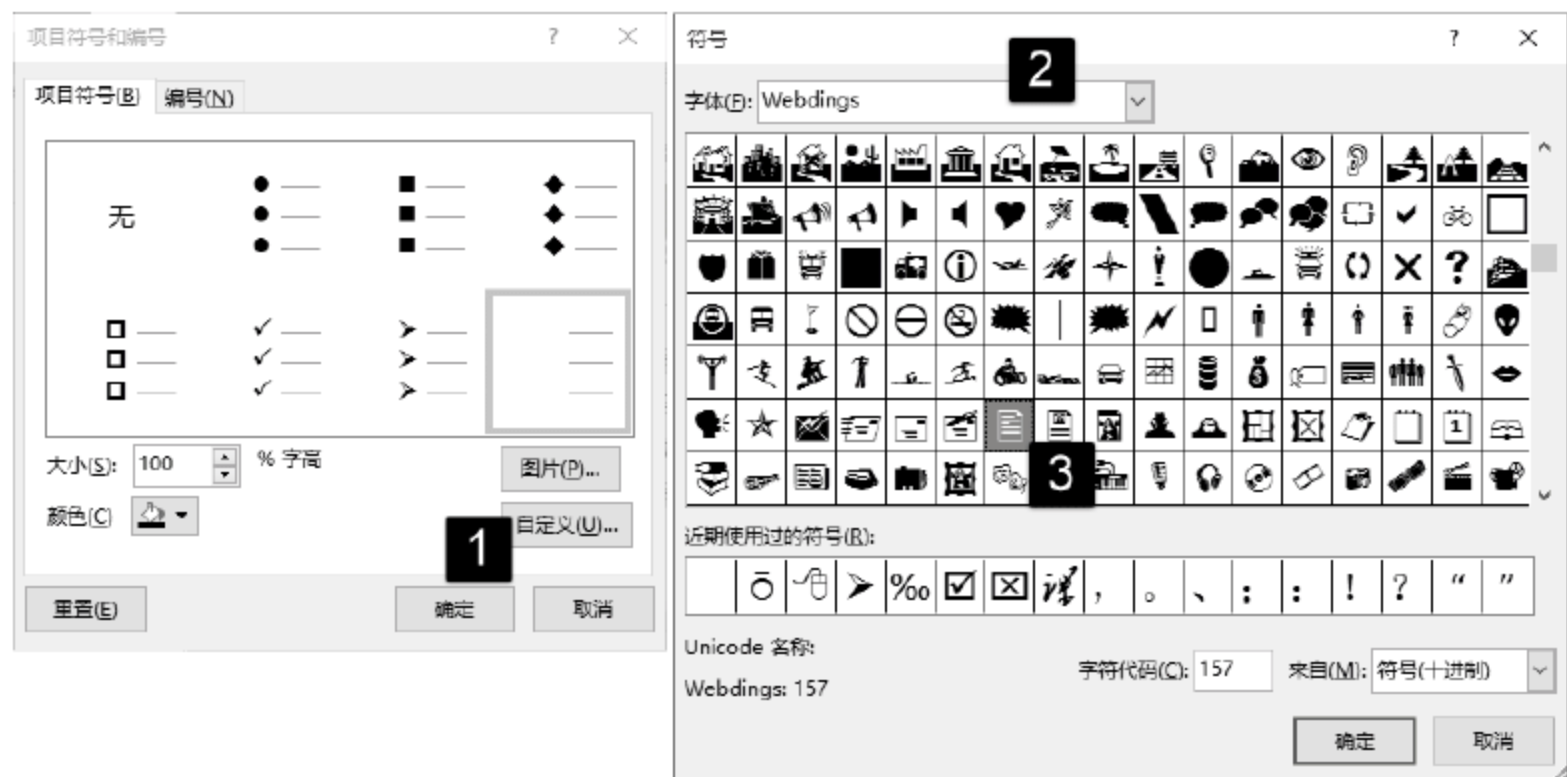 项目符号和编号 ?
项目符号(B) 编号(N)
无
大小(S): 100 % 字高
图片(P)...
颜色(C)
自定义(U)...
1
重置(E) 确定 取消
符号 ?
2
字体(F): Webdings
3
近期使用过的符号(R):
ō ➢ ‰ ☑ ☒ , 。 、 ; : ! ? “ ”
Unicode 名称:
字符代码(C): 157 来自(M): 符号(十进制)
Webdings: 157
确定 取消